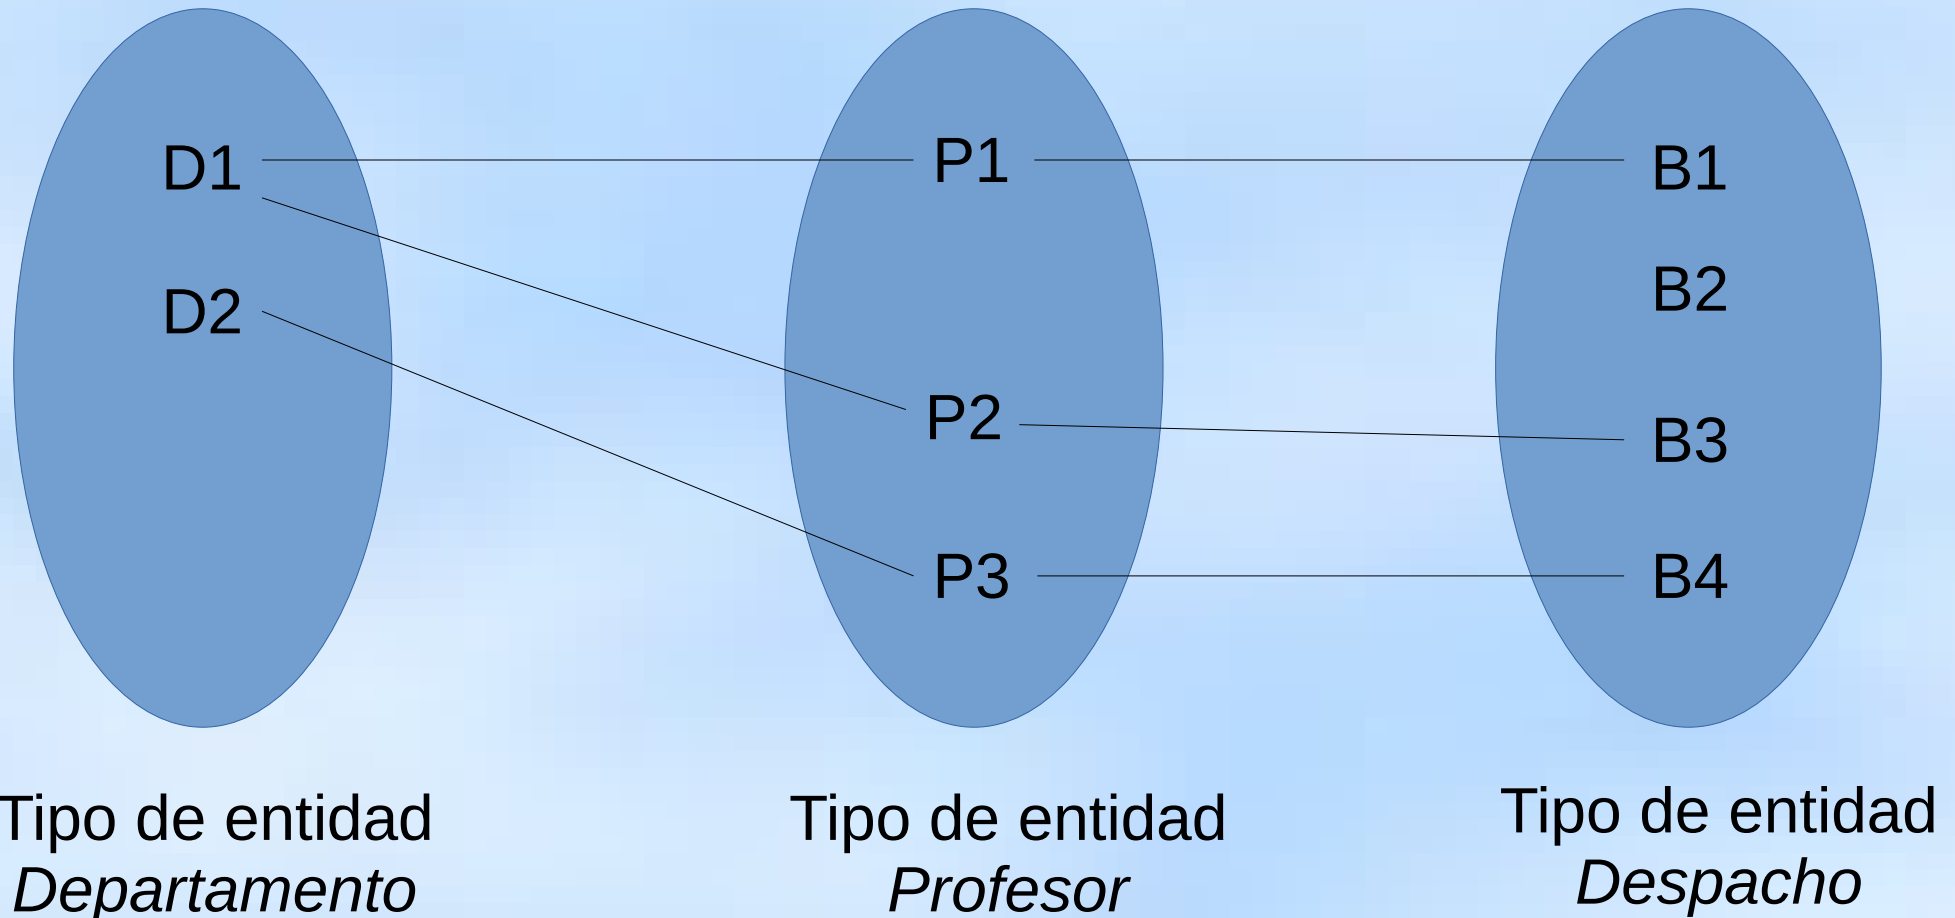 D1
D2
P1
P2
P3
B1
B2
B3
B4
Tipo de entidad
Departamento
Tipo de entidad
Profesor
Tipo de entidad
Despacho